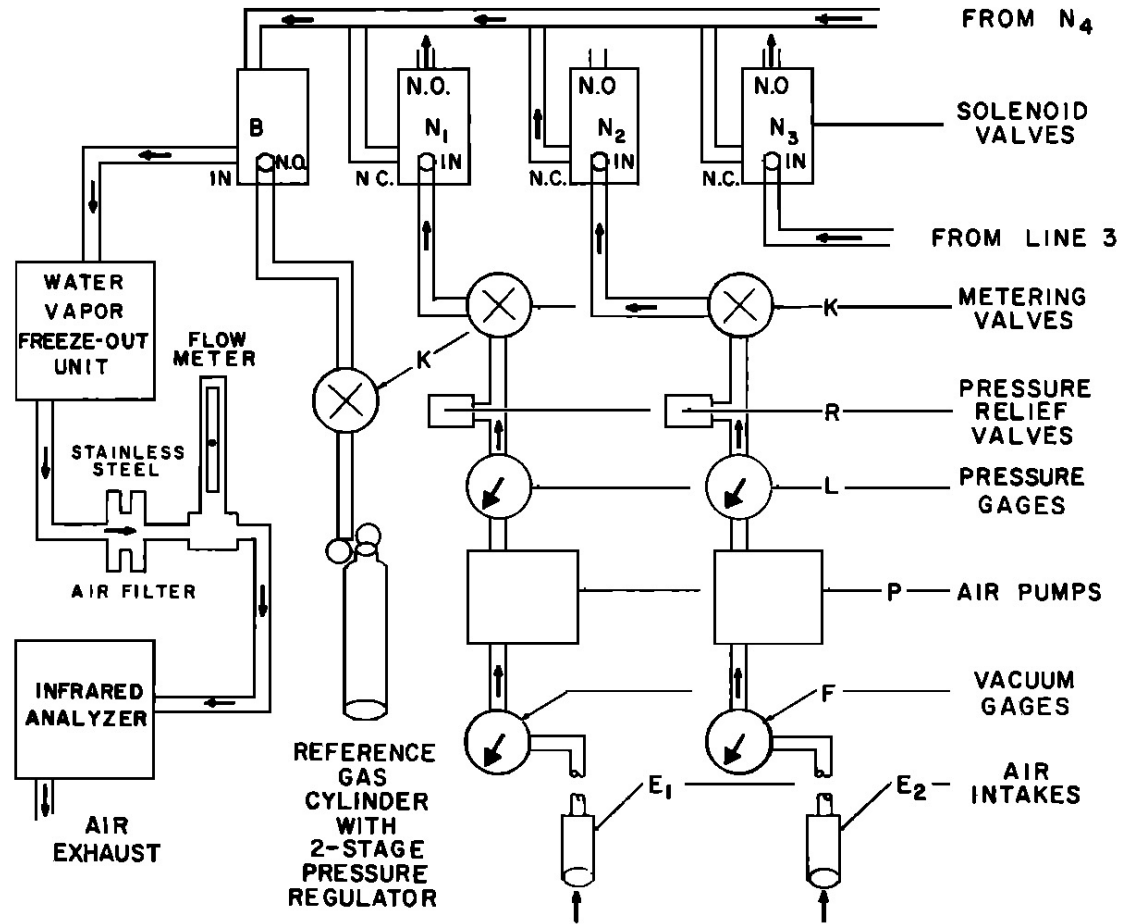 FROM N4
N.O.
N.O
N.O
SOLENOID
VALVES
B
N1
N2
N3
N.O.
IN
IN
IN
IN
N.C.
N.C.
N.C.
FROM LINE 3
WATER
VAPOR
FREEZE-OUT
UNIT
FLOW
METER
K
K
METERING
VALVES
R
PRESSURE
RELIEF
VALVES
STAINLESS
STEEL
L
PRESSURE
GAGES
AIR FILTER
P
AIR PUMPS
INFRARED
ANALYZER
F
VACUUM
GAGES
REFERENCE
GAS
CYLINDER
WITH
2-STAGE
PRESSURE
REGULATOR
E1
E2
AIR
INTAKES
AIR
EXHAUST